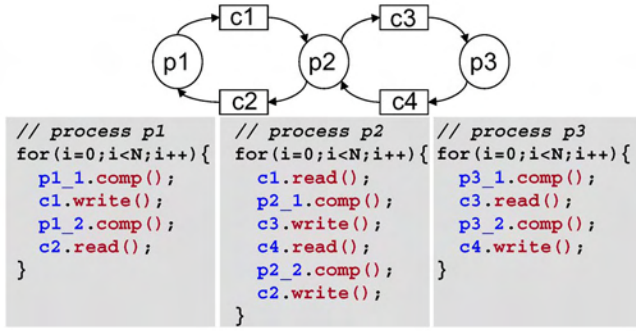 c1
c3
p1
p2
p3
c2
c4
// process p1
for(i=0;i<N;i++){
p1_1.comp();
c1.write();
p1_2.comp();
c2.read();
}
// process p2
for(i=0;i<N;i++){
c1.read();
p2_1.comp();
c3.write();
c4.read();
p2_2.comp();
c2.write();
}
// process p3
for(i=0;i<N;i++){
p3_1.comp();
c3.read();
p3_2.comp();
c4.write();
}